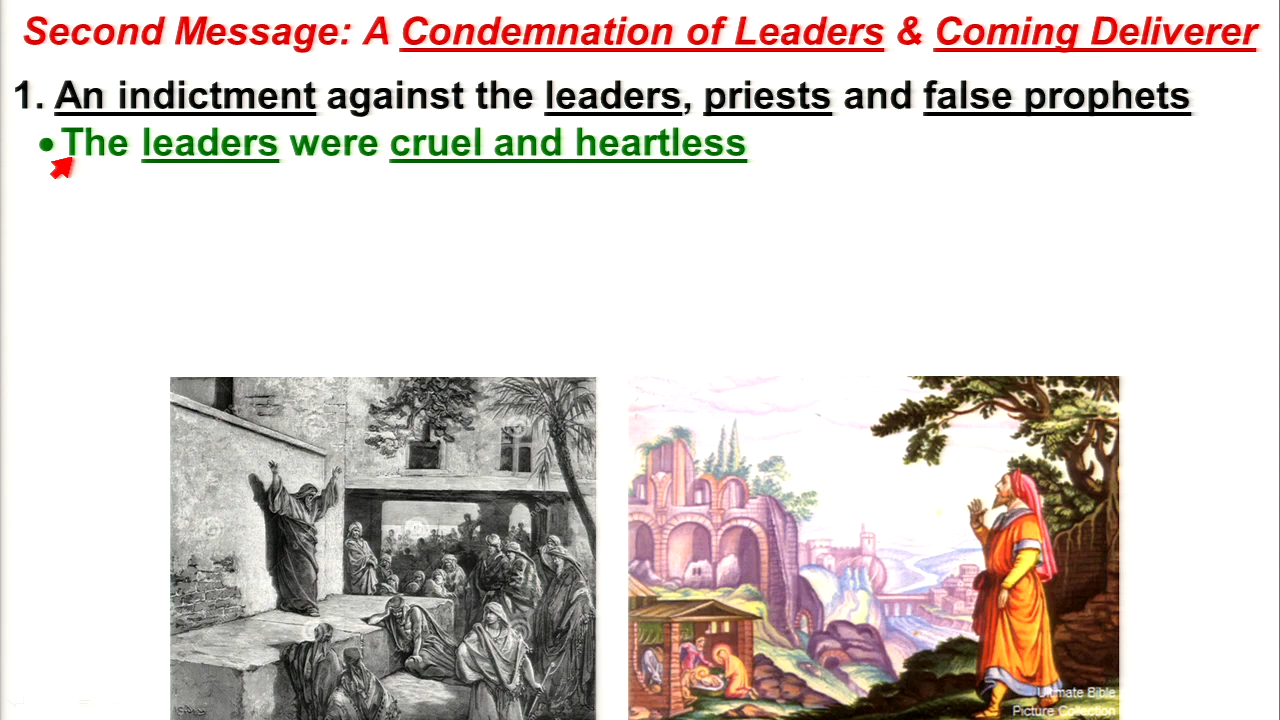 Second Message: A Condemnation of Leaders & Coming Deliverer
1. An indictment against the leaders, priests and false prophets
• The leaders were cruel and heartless
Ultimate Bible
Picture Collection